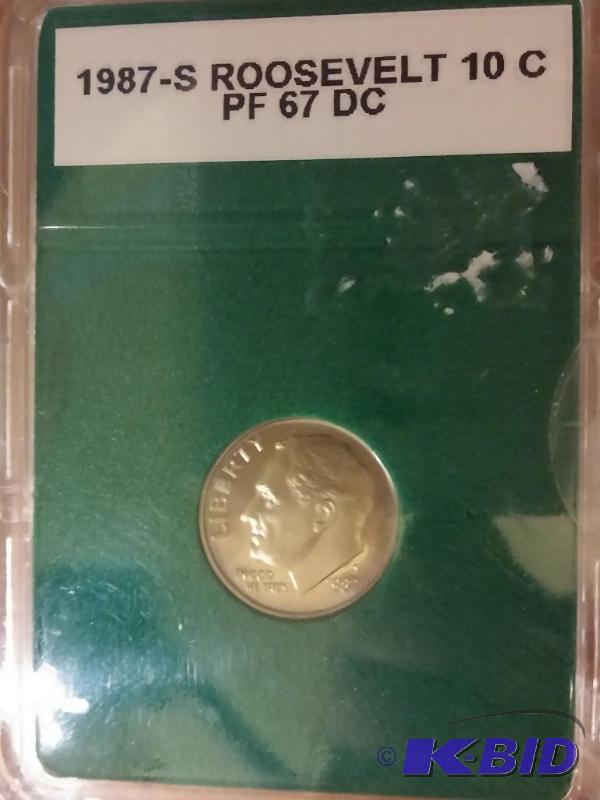 1987-S ROOSEVELT 10 C
PF 67 DC
LIBERTY
IN GOD
WE TRUST
© K-BID